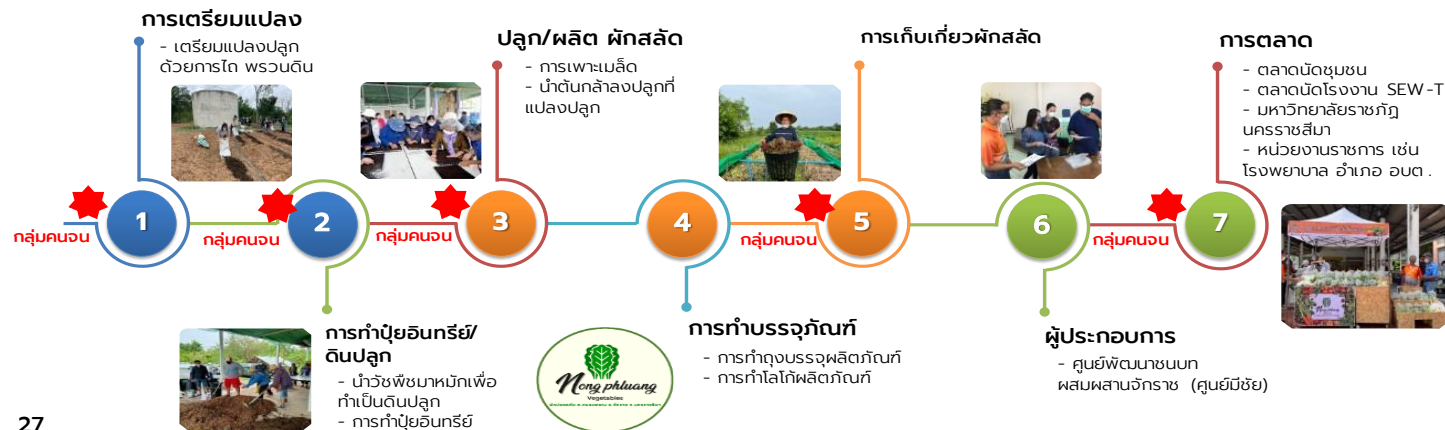 การเตรียมแปลง
- เตรียมแปลงปลูก
ด้วยการไถ พรวนดิน
ปลูก/ผลิต ผักสลัด
- การเพาะเมล็ด
- นำต้นกล้าลงปลูกที่
แปลงปลูก
การเก็บเกี่ยวผักสลัด
การตลาด
- ตลาดนัดชุมชน
- ตลาดนัดโรงงาน SEW-T
- มหาวิทยาลัยราชภัฏ
นครราชสีมา
- หน่วยงานราชการ เช่น
โรงพยาบาล อำเภอ อบต .
กลุ่มคนจน
1
กลุ่มคนจน
2
กลุ่มคนจน
3
4
กลุ่มคนจน
5
6
กลุ่มคนจน
7
การทำปุ๋ยอินทรีย์/
ดินปลูก
- นำวัชพืชมาหมักเพื่อ
ทำเป็นดินปลูก
- การทำปุ๋ยอินทรีย์
Nong phluang
Vegetables
การทำบรรจุภัณฑ์
- การทำถุงบรรจุผลิตภัณฑ์
- การทำโลโก้ผลิตภัณฑ์
ผู้ประกอบการ
- ศูนย์พัฒนาชนบท
ผสมผสานจักราช (ศูนย์มีชัย)
27